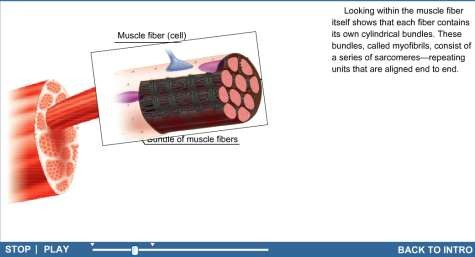 Muscle fiber (cell)
Bundle of muscle fibers
Looking within the muscle fiber
itself shows that each fiber contains
its own cylindrical bundles. These
bundles, called myofibrils, consist of
a series of sarcomeres—repeating
units that are aligned end to end.
STOP | PLAY
BACK TO INTRO